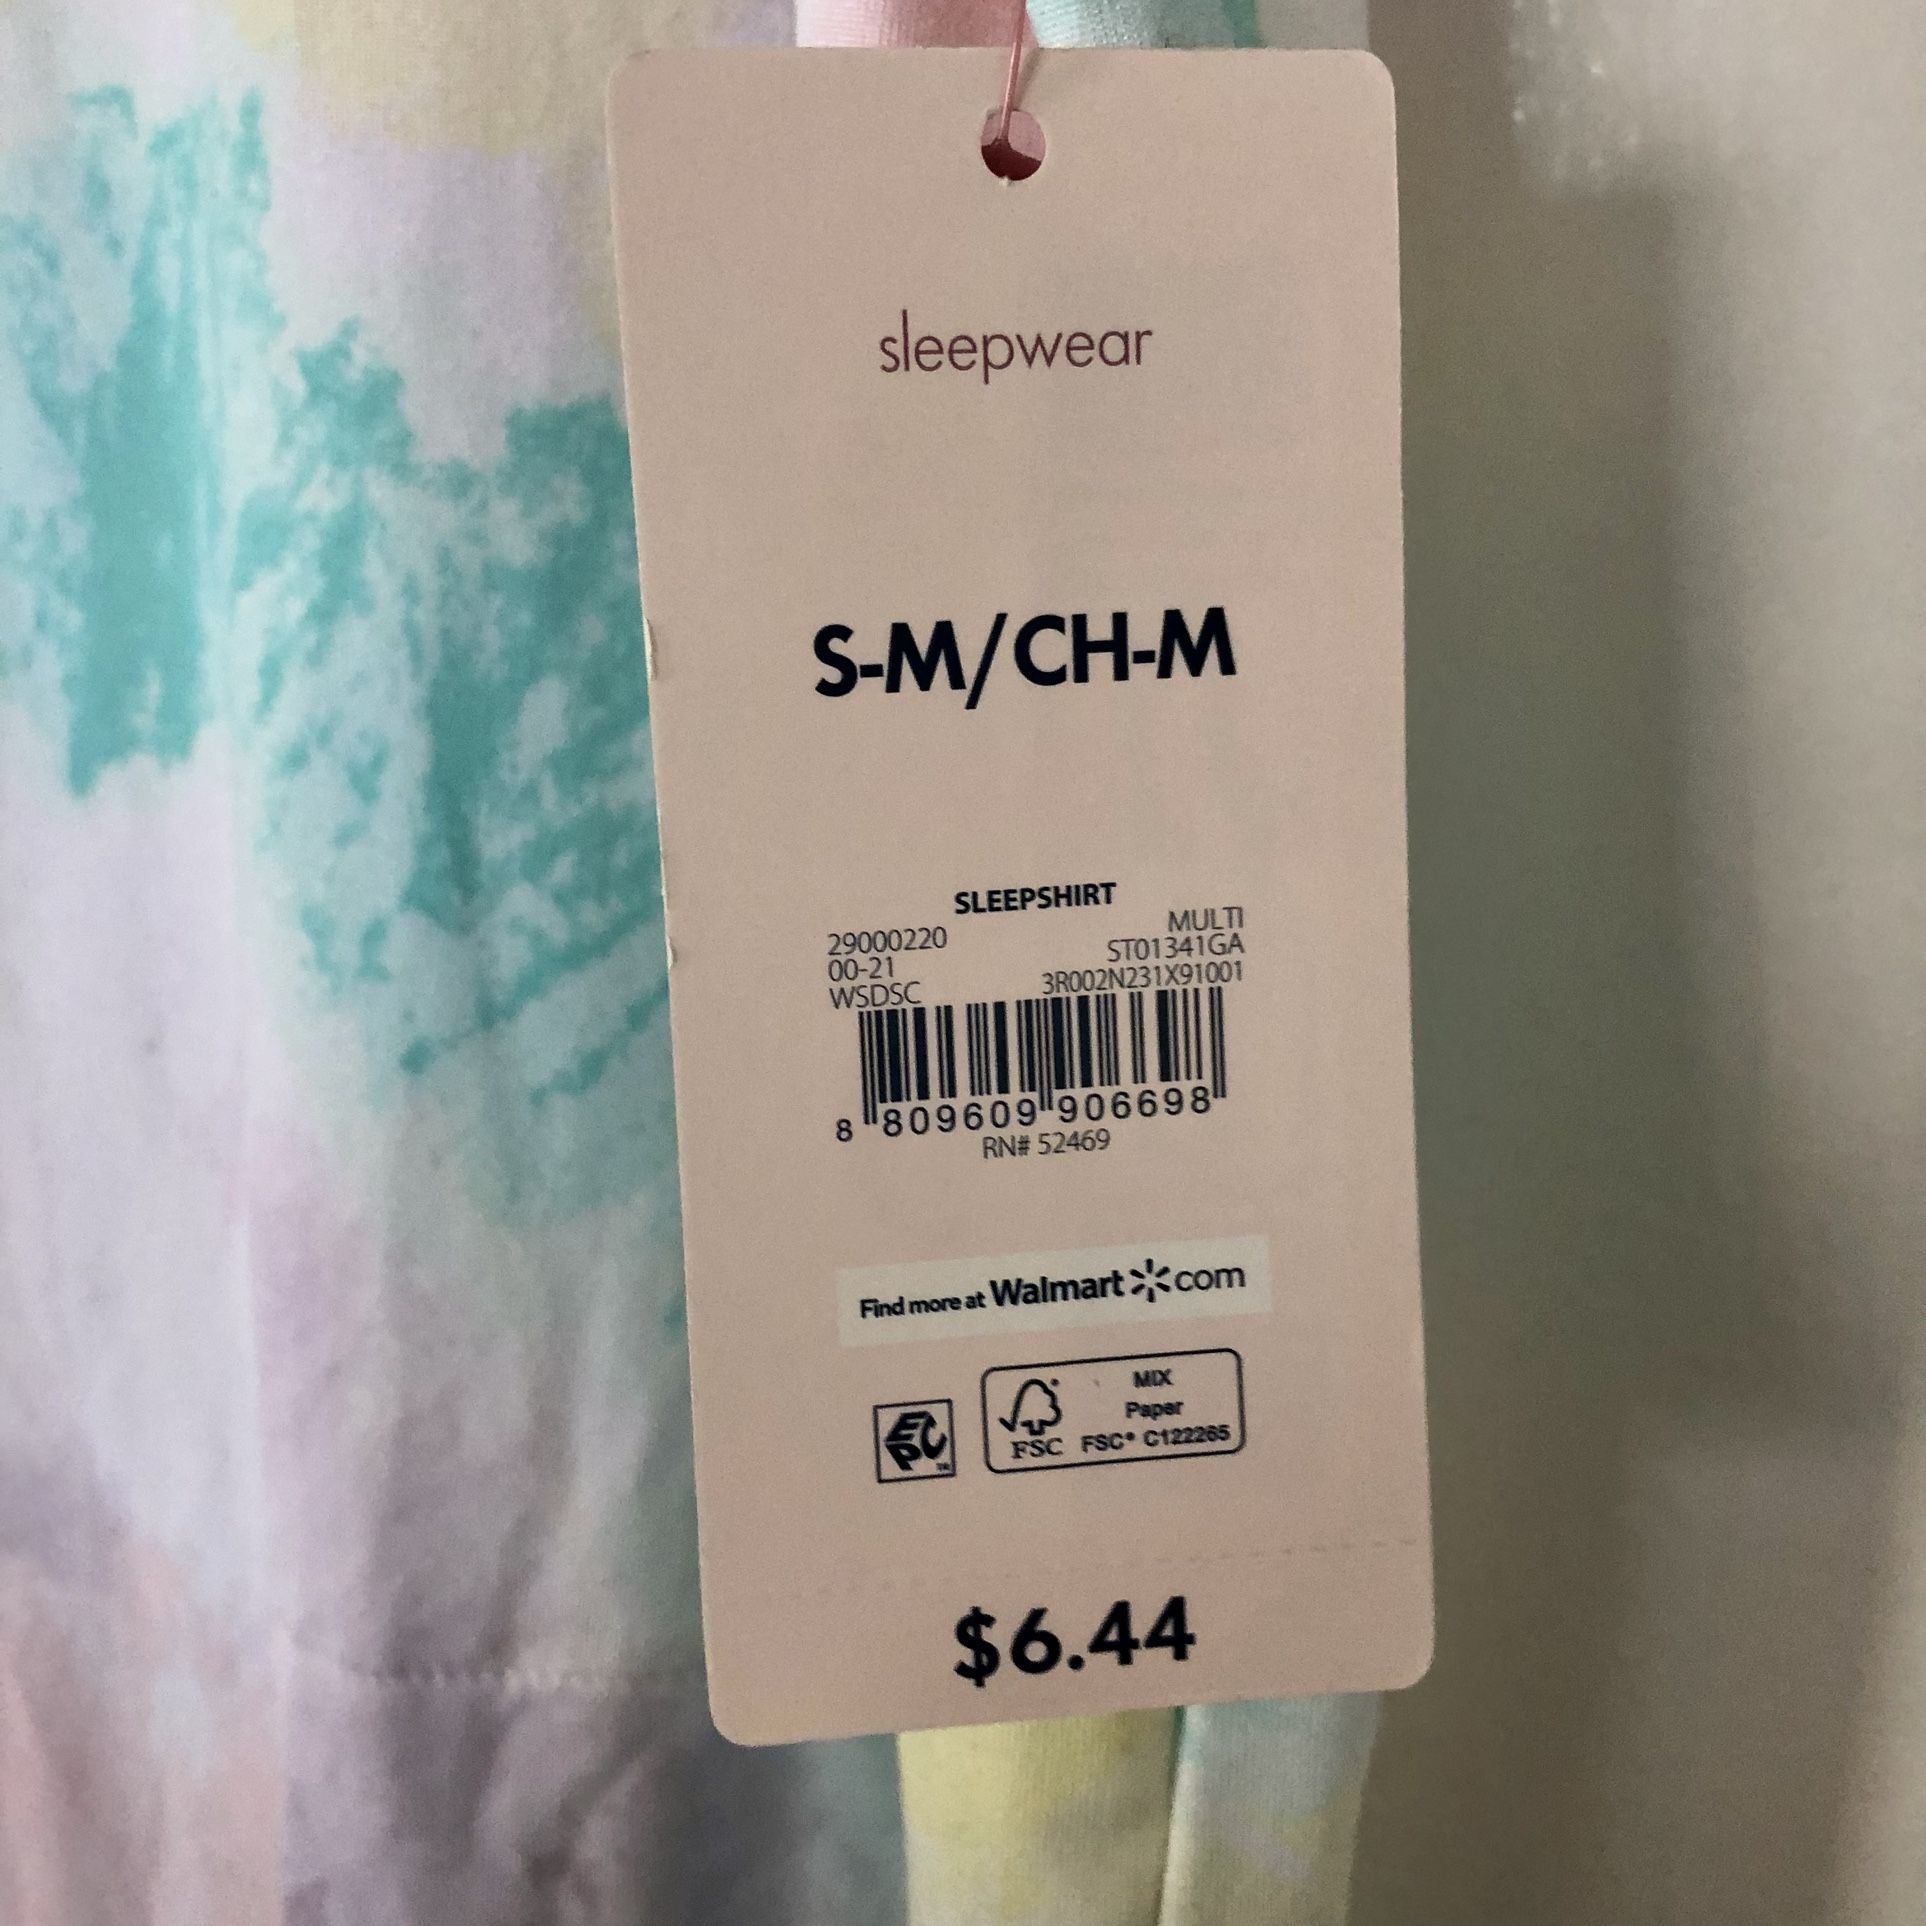 sleepwear
S-M/CH-M
SLEEPSHIRT
29000220 MULTI
00-21 ST01341GA
WSDSC 3R002N231X91001
8 809609 906698
RN# 52469
Find more at Walmart com
EPC™
MIX
Paper
FSC FSC® C122265
$6.44